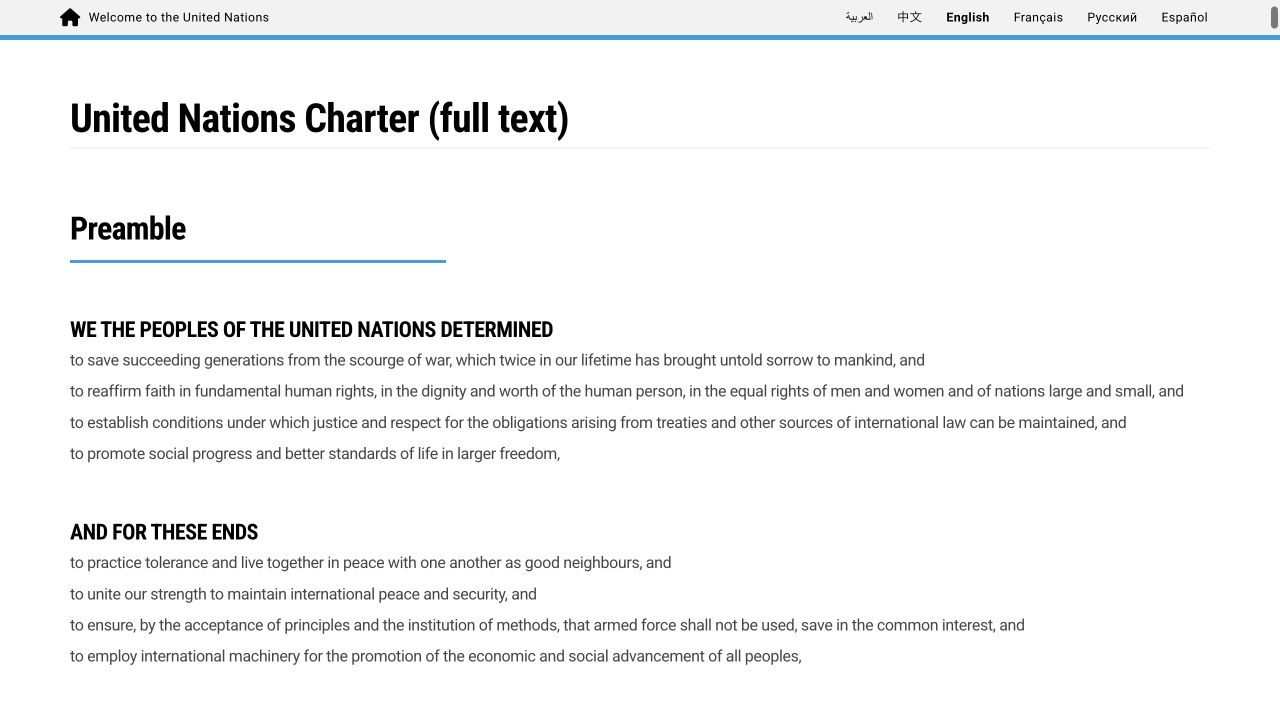 Welcome to the United Nations
العربية 中文 English Français Русский Español
United Nations Charter (full text)
Preamble
WE THE PEOPLES OF THE UNITED NATIONS DETERMINED
to save succeeding generations from the scourge of war, which twice in our lifetime has brought untold sorrow to mankind, and
to reaffirm faith in fundamental human rights, in the dignity and worth of the human person, in the equal rights of men and women and of nations large and small, and
to establish conditions under which justice and respect for the obligations arising from treaties and other sources of international law can be maintained, and
to promote social progress and better standards of life in larger freedom,
AND FOR THESE ENDS
to practice tolerance and live together in peace with one another as good neighbours, and
to unite our strength to maintain international peace and security, and
to ensure, by the acceptance of principles and the institution of methods, that armed force shall not be used, save in the common interest, and
to employ international machinery for the promotion of the economic and social advancement of all peoples,